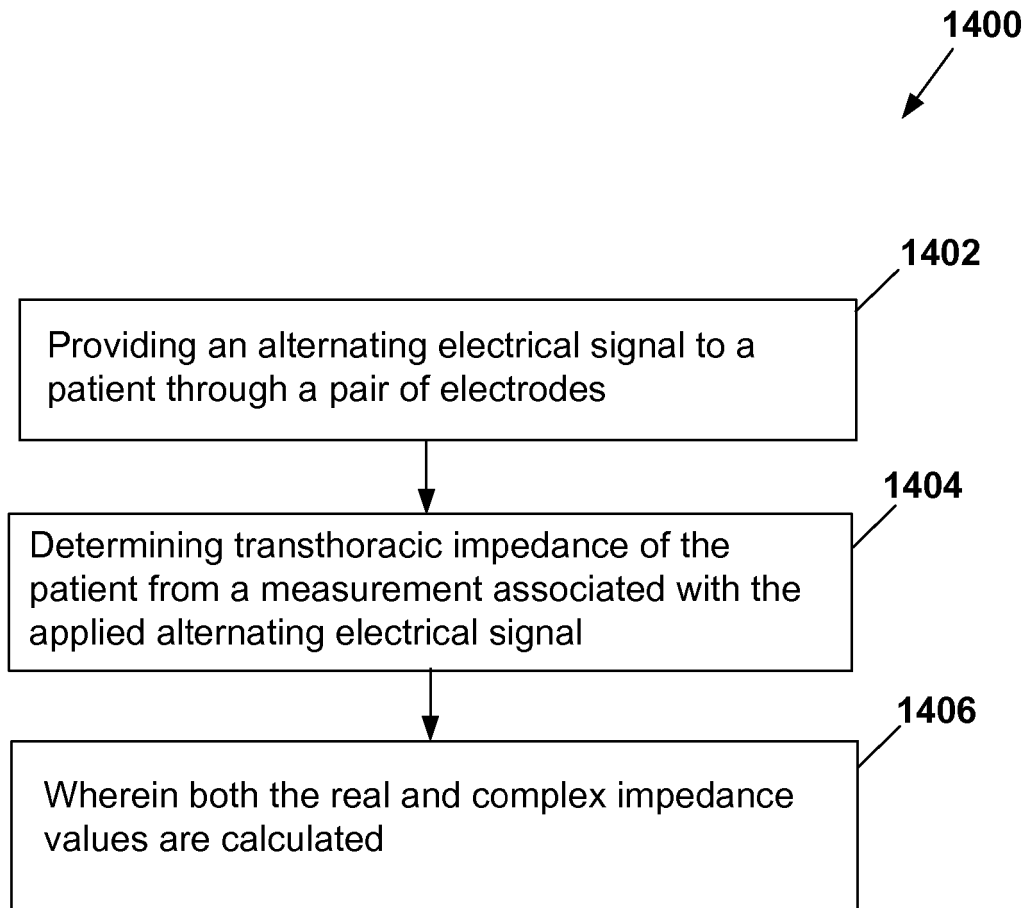 1400
1402
Providing an alternating electrical signal to a
patient through a pair of electrodes
1404
Determining transthoracic impedance of the
patient from a measurement associated with the
applied alternating electrical signal
1406
Wherein both the real and complex impedance
values are calculated